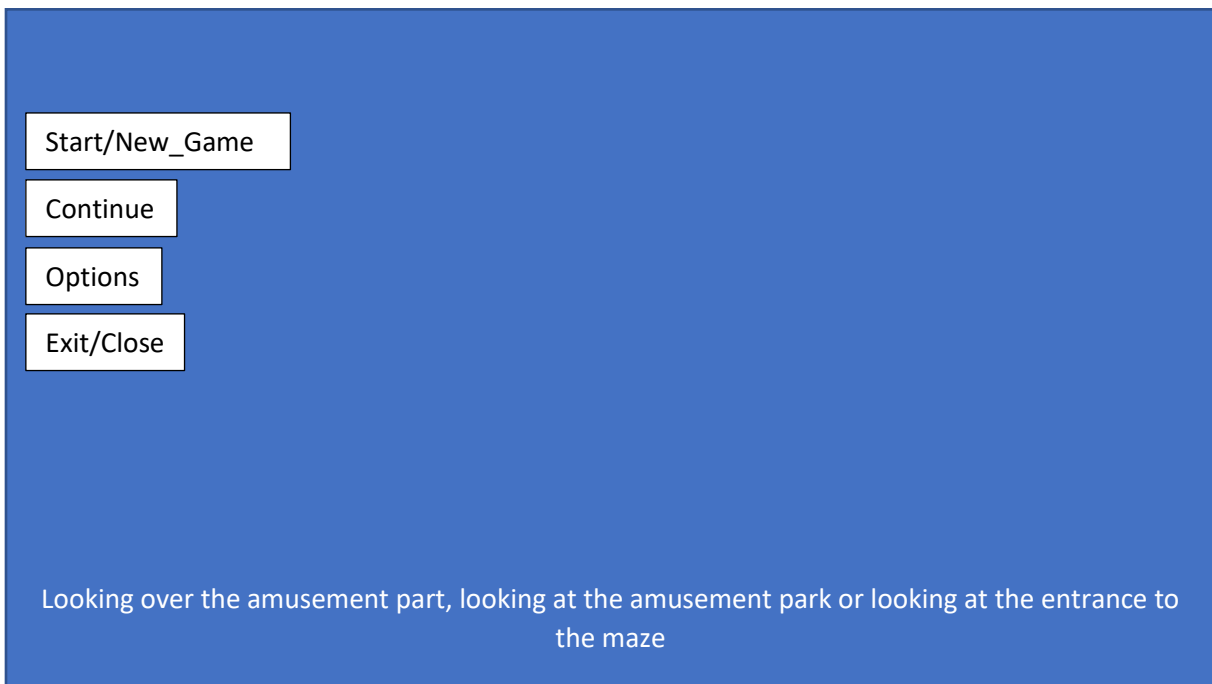 Start/New_Game
Continue
Options
Exit/Close
Looking over the amusement part, looking at the amusement park or looking at the entrance to
the maze